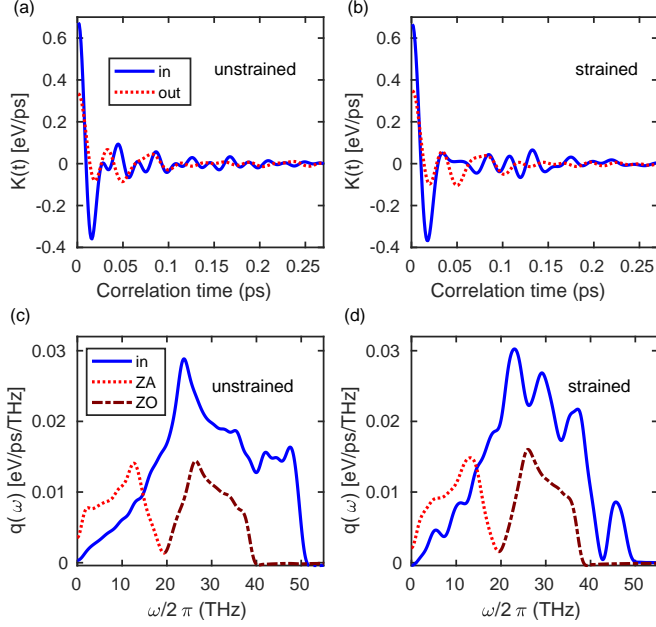 (a)
0.6
0.4
0.2
0
-0.2
-0.4
K(t) [eV/ps]
in
out
unstrained
0 0.05 0.1 0.15 0.2 0.25
Correlation time (ps)
(b)
0.6
0.4
0.2
0
-0.2
-0.4
K(t) [eV/ps]
strained
0 0.05 0.1 0.15 0.2 0.25
Correlation time (ps)
(c)
0.03
0.02
0.01
0
q(ω) [eV/ps/THz]
in
ZA
ZO
unstrained
0 10 20 30 40 50
ω/2 π (THz)
(d)
0.03
0.02
0.01
0
q(ω) [eV/ps/THz]
strained
0 10 20 30 40 50
ω/2 π (THz)